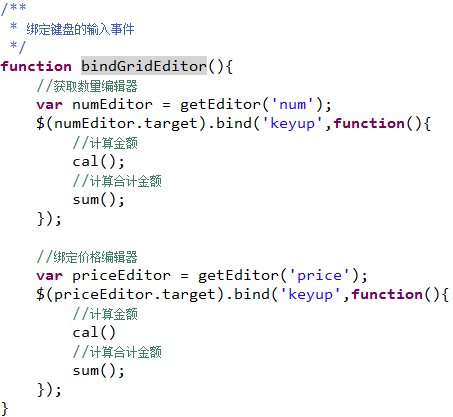 /**
 * 绑定键盘的输入事件
 */
function bindGridEditor(){
    //获取数量编辑器
    var numEditor = getEditor('num');
    $(numEditor.target).bind('keyup',function(){
        //计算金额
        cal();
        //计算合计金额
        sum();
    });

    //绑定价格编辑器
    var priceEditor = getEditor('price');
    $(priceEditor.target).bind('keyup',function(){
        //计算金额
        cal()
        //计算合计金额
        sum();
    });
}